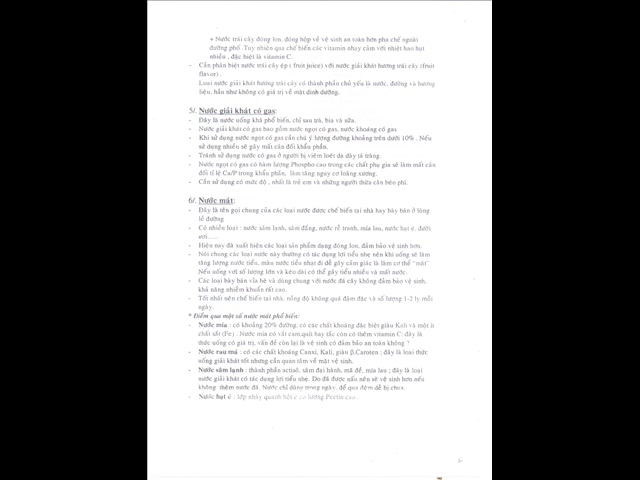 + Nước trái cây đóng lon, đóng hộp về vệ sinh an toàn hơn pha chế ngoài
đường phố .Tuy nhiên qua chế biến các vitamin nhạy cảm với nhiệt hao hụt
nhiều , đặc biệt là vitamin C.
- Cần phân biệt nước trái cây ép ( fruit juice) với nước giải khát hương trái cây (fruit
flavor) .
Loại nước giải khát hương trái cây có thành phần chủ yếu là nước, đường và hương
liệu, hầu như không có giá trị về mặt dinh dưỡng.
5/. Nước giải khát có gas:
- Đây là nước uống khá phổ biến, chỉ sau trà, bia và sữa.
- Nước giải khát có gas bao gồm nước ngọt có gas, nước khoáng có gas
- Khi sử dụng nước ngọt có gas cần chú ý lượng đường khoảng trên dưới 10% . Nếu
sử dụng nhiều sẽ gây mất cân đối khẩu phần.
- Tránh sử dụng nước có gas ở người bị viêm loét dạ dày tá tràng.
- Nước ngọt có gas có hàm lượng Phospho cao trong các chất phụ gia sẽ làm mất cân
đối tỉ lệ Ca/P trong khẩu phần, làm tăng nguy cơ loãng xương.
- Cần sử dụng có mức độ , nhất là trẻ em và những người thừa cân béo phì.
6/. Nước mát:
- Đây là tên gọi chung của các loại nước được chế biến tại nhà hay bày bán ở lòng
lề đường
- Có nhiều loại : nước sâm lạnh, sâm đắng, nước rễ tranh, mía lau, nước hạt é, dưới
ươi......
- Hiện nay đã xuất hiện các loại sản phẩm dạng đóng lon, đảm bảo vệ sinh hơn.
- Nói chung các loại nước này thường có tác dụng lợi tiểu nhẹ nên khi uống sẽ làm
tăng lượng nước tiểu, màu nước tiểu nhạt đi dễ gây cảm giác là làm cơ thể "mát"
Nếu uống với số lượng lớn và kéo dài có thể gây tiểu nhiều và mất nước.
- Các loại bày bán vỉa hè và dùng chung với nước đá cây không đảm bảo vệ sinh,
khả năng nhiễm khuẩn rất cao.
- Tốt nhất nên chế biến tại nhà, nồng độ không quá đậm đặc và số lượng 1-2 ly mỗi
ngày.
* Điểm qua một số nước mát phổ biến:
- Nước mía : có khoảng 20% đường, có các chất khoáng đặc biệt giàu Kali và một ít
chất sắt (Fe) . Nước mía có vắt cam,quít hay tắc còn có thêm vitamin C; đây là
thức uống có giá trị, vấn đề còn lại là vệ sinh có đảm bảo an toàn không ?
- Nước rau má : có các chất khoáng Canxi, Kali, giàu β.Caroten ; đây là loại thức
uống giải khát tốt nhưng cần quan tâm về mặt vệ sinh.
- Nước sâm lạnh : thành phần actisô, sâm đại hành, mã đề, mía lau ; đây là loại
nước giải khát có tác dụng lợi tiểu nhẹ. Do đã được nấu nên sẽ vệ sinh hơn nếu
không thêm nước đá. Nước chỉ dùng trong ngày, để qua đêm dễ bị chua.
- Nước hạt é : lớp nhày quanh hột é có lượng Pectin cao .